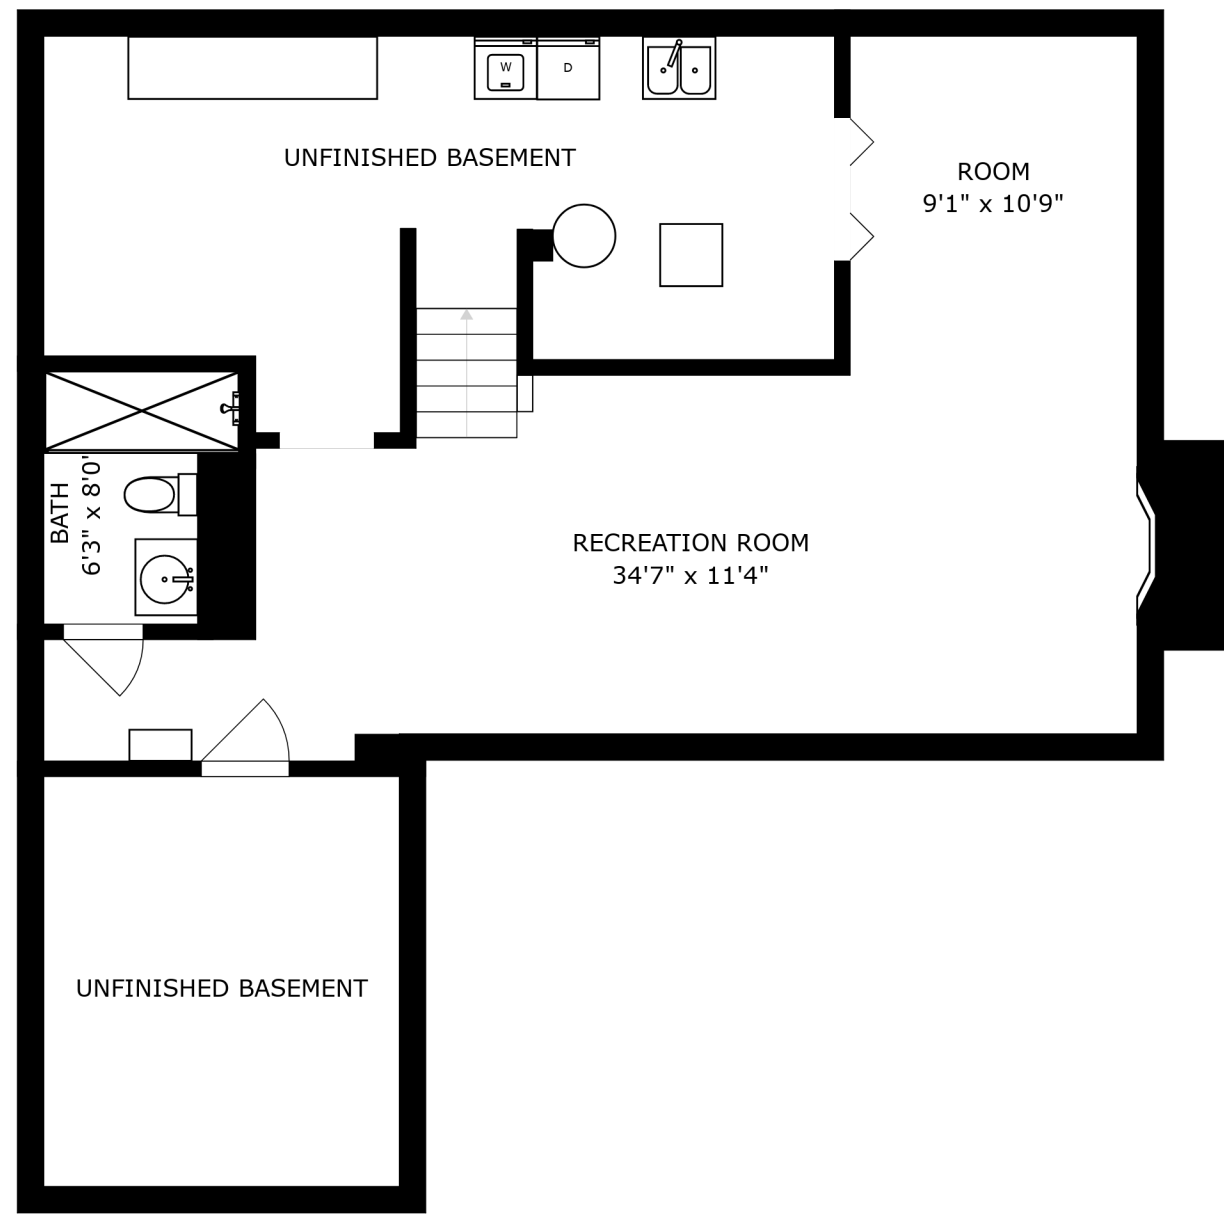 W
D
UNFINISHED BASEMENT
ROOM
9'1" x 10'9"
BATH
6'3" x 8'0"
RECREATION ROOM
34'7" x 11'4"
UNFINISHED BASEMENT